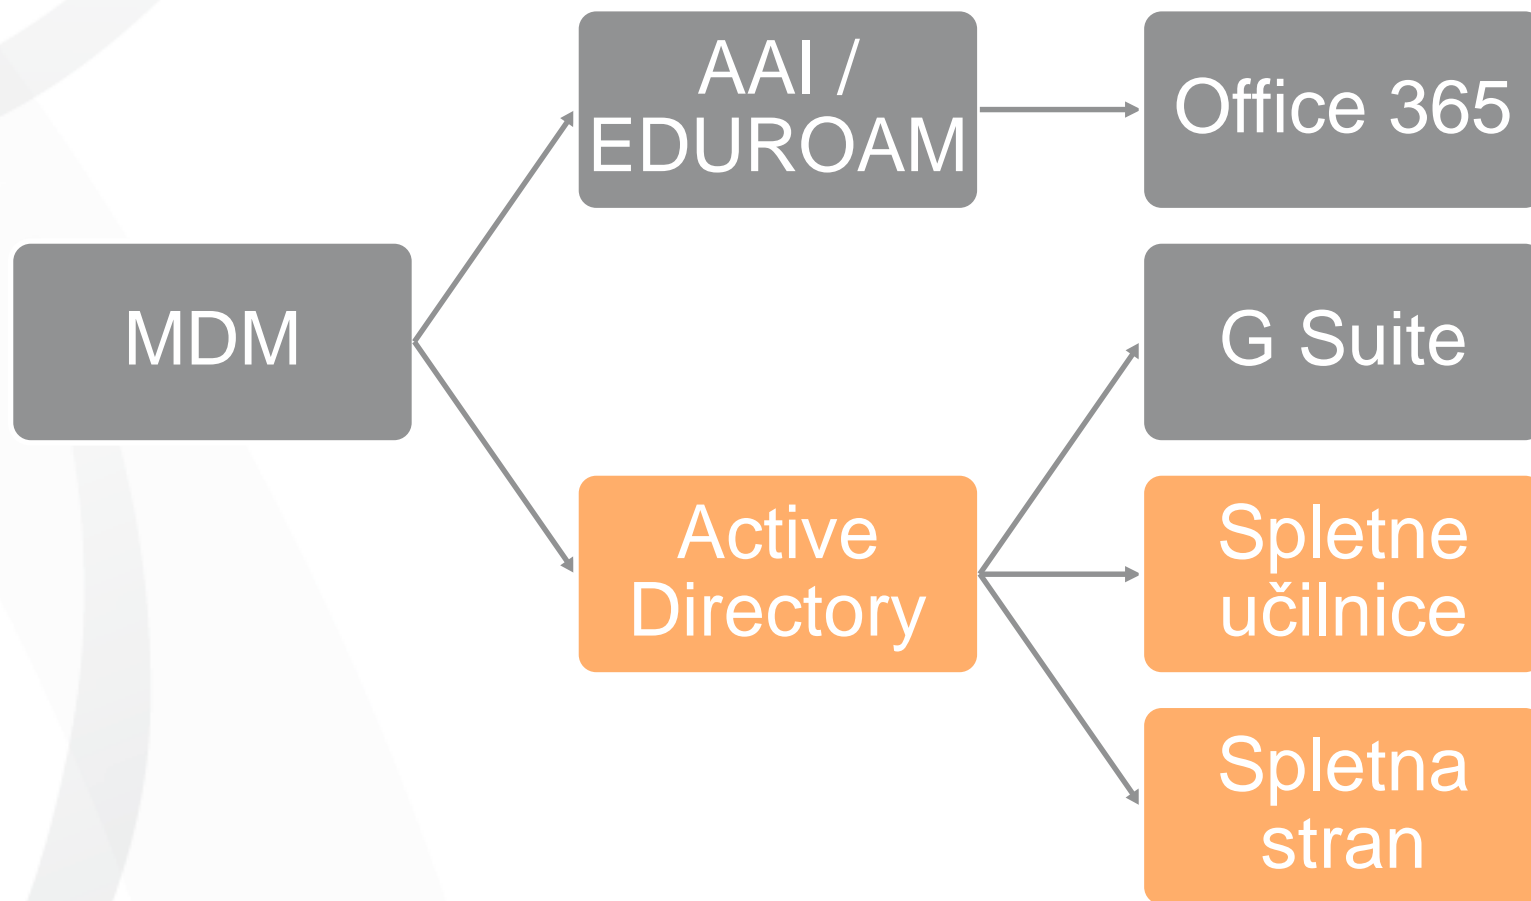 MDM
AAI /
EDUROAM
Office 365
Active
Directory
G Suite
Spletne
učilnice
Spletna
stran